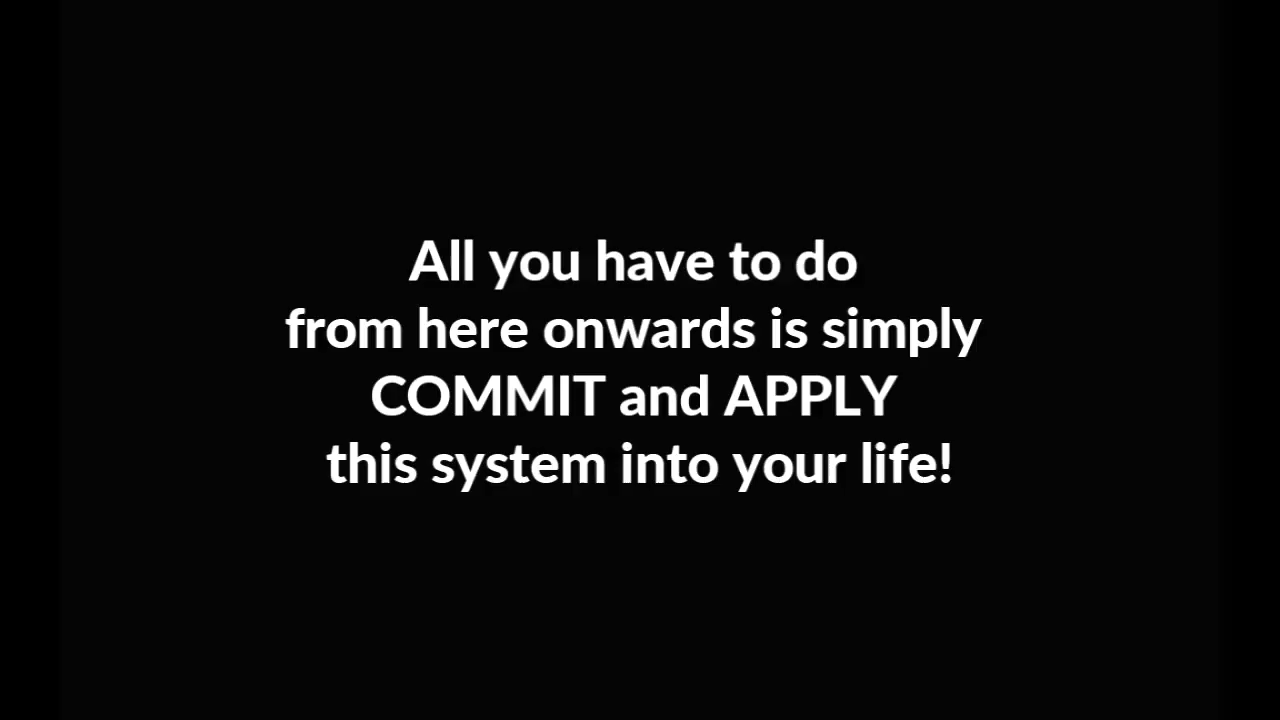 All you have to do
from here onwards is simply
COMMIT and APPLY
this system into your life!